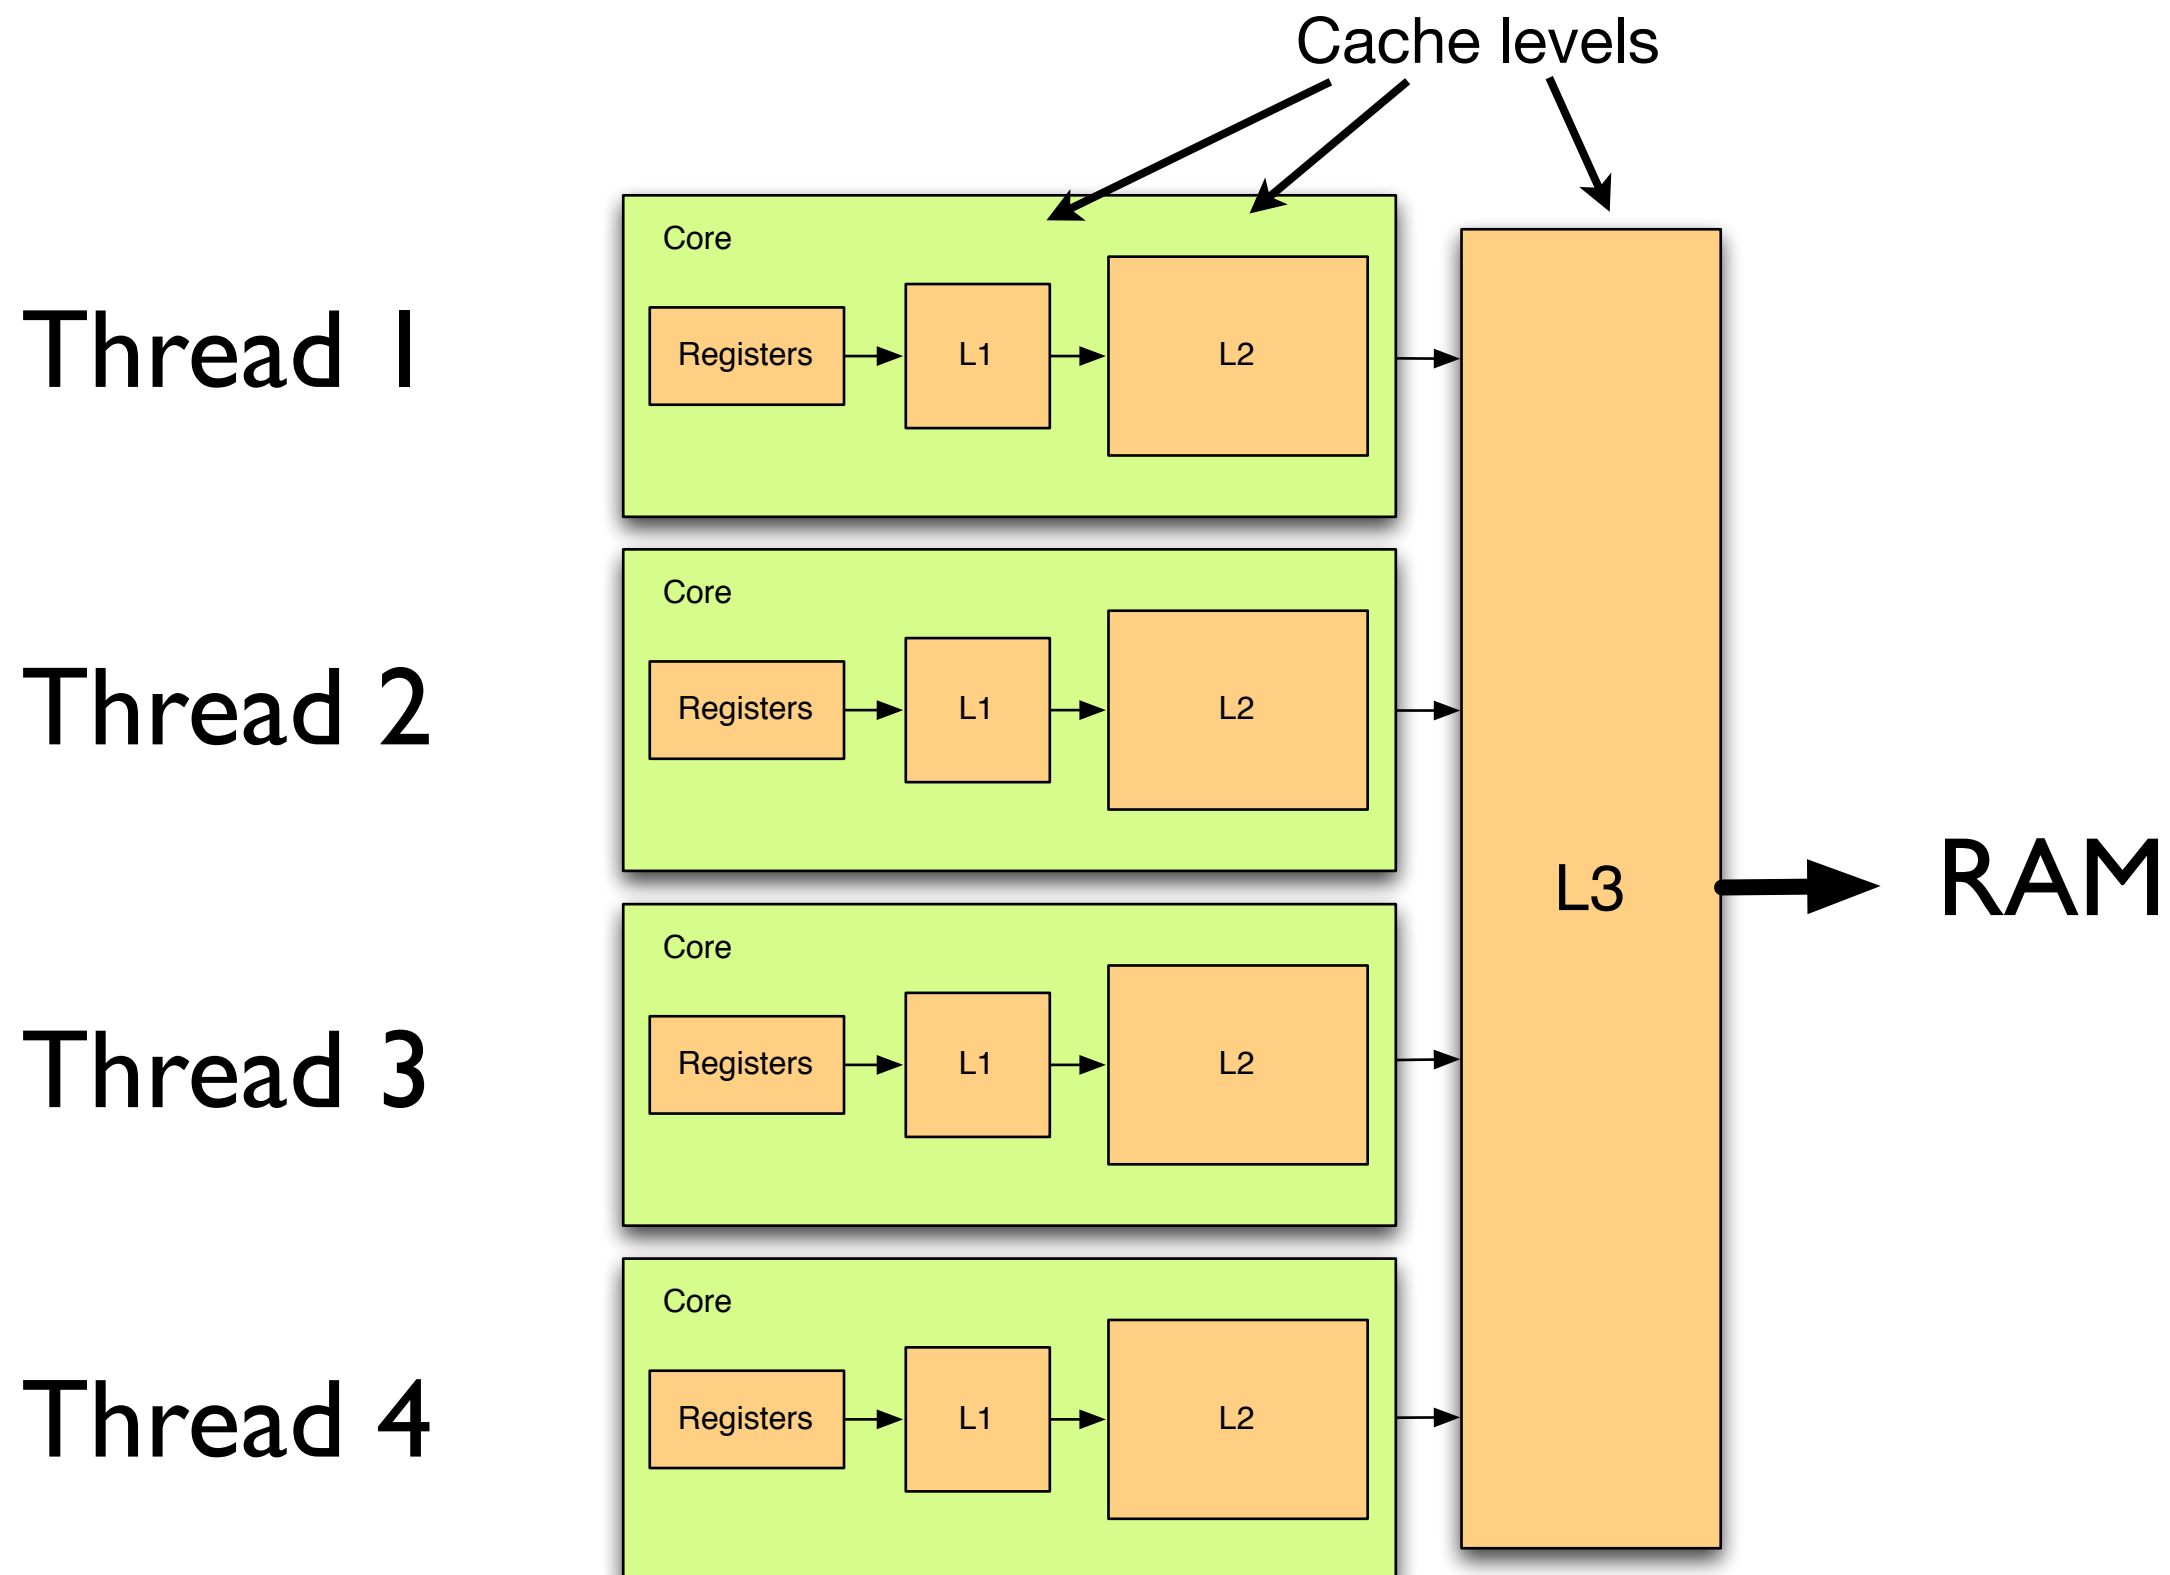 Cache levels
Core
Thread 1
Registers
L1
L2
Core
Thread 2
Registers
L1
L2
L3
RAM
Core
Thread 3
Registers
L1
L2
Core
Thread 4
Registers
L1
L2